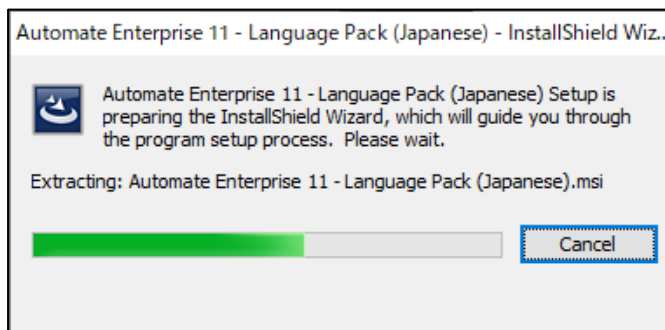 Automate Enterprise 11 - Language Pack (Japanese) - InstallShield Wiz..
Automate Enterprise 11 - Language Pack (Japanese) Setup is
preparing the InstallShield Wizard, which will guide you through
the program setup process. Please wait.
Extracting: Automate Enterprise 11 - Language Pack (Japanese).msi
Cancel